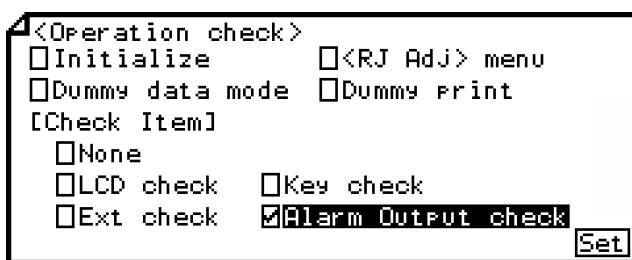 <Operation check>
Initialize <RJ Adj> menu
Dummy data mode Dummy print
[Check Item]
None
LCD check Key check
Ext check Alarm Output check
Set